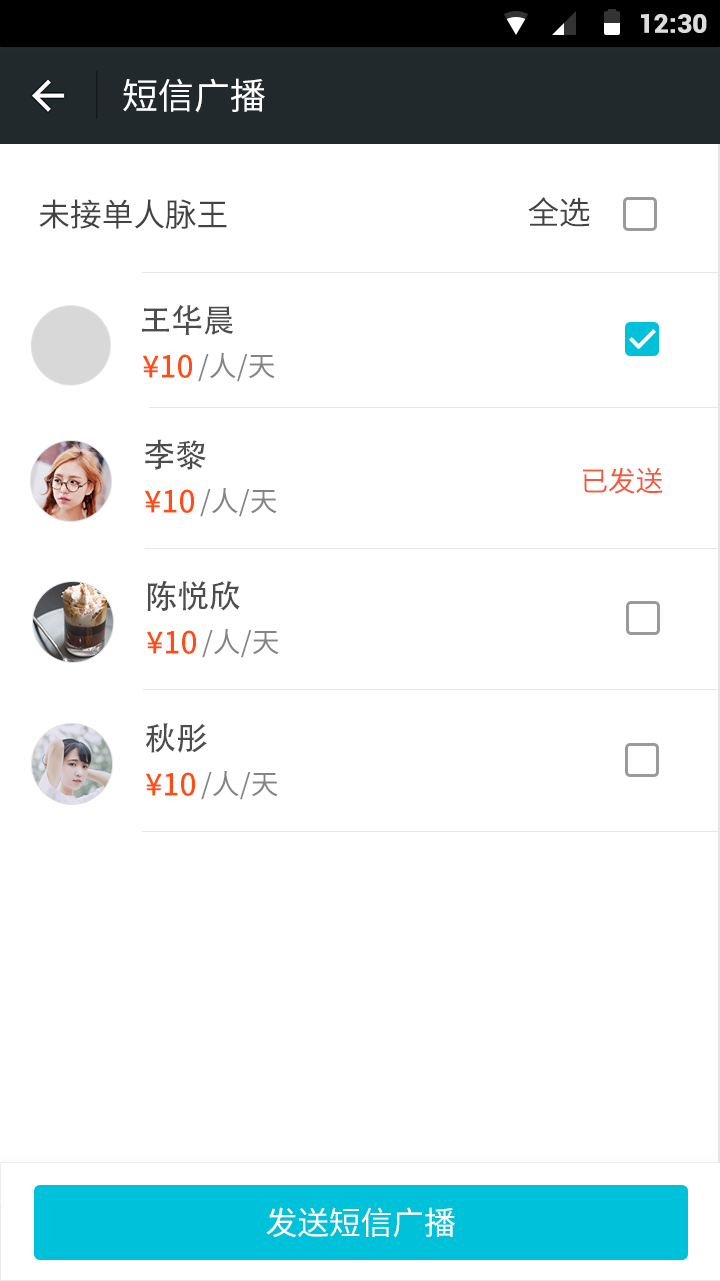 12:30
短信广播
未接单人脉王 全选
王华晨
¥10/人/天
李黎
¥10/人/天
已发送
陈悦欣
¥10/人/天
秋彤
¥10/人/天
发送短信广播